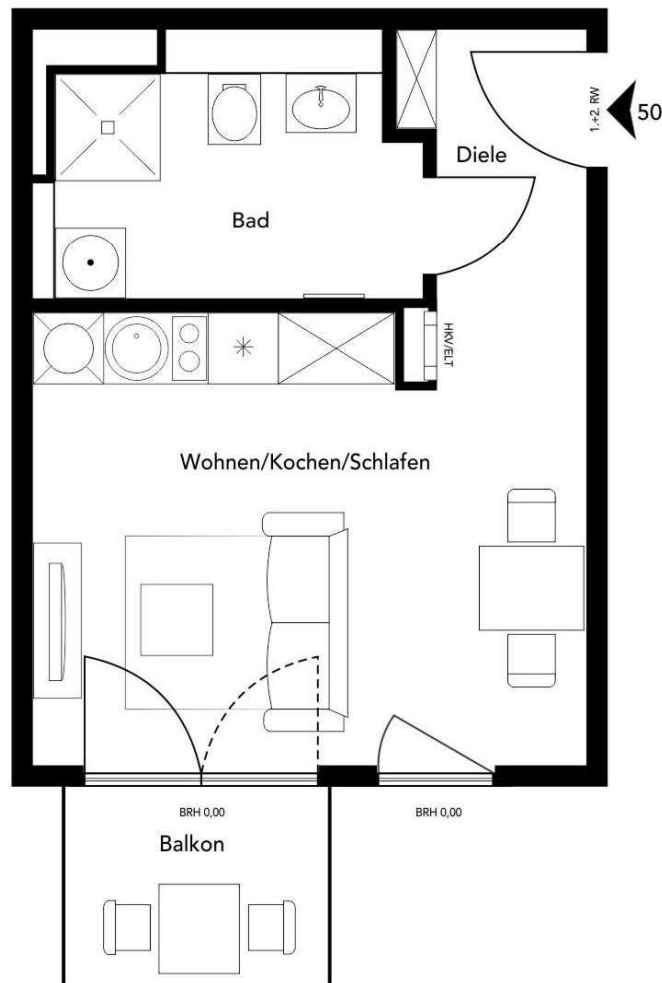 1.+2. RW
50
Diele
Bad
HKV/ELT
Wohnen/Kochen/Schlafen
BRH 0,00
BRH 0,00
Balkon